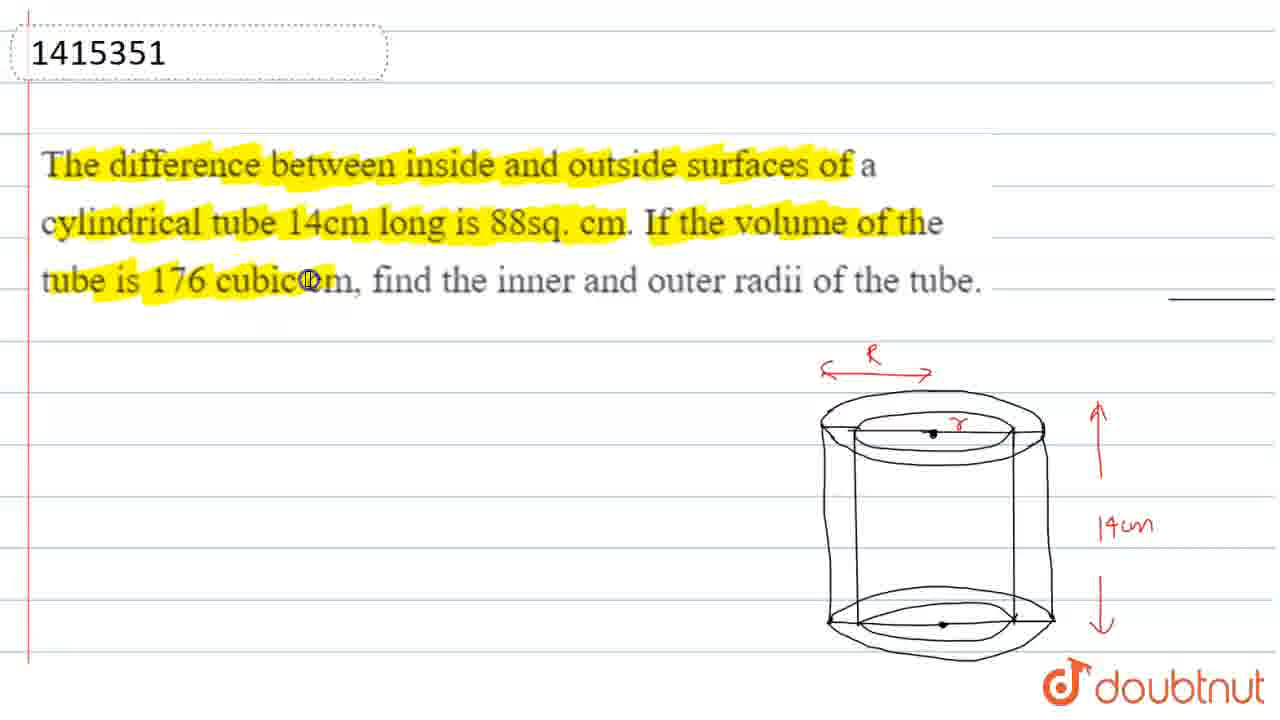 1415351
The difference between inside and outside surfaces of a
cylindrical tube 14cm long is 88sq. cm. If the volume of the
tube is 176 cubic cm, find the inner and outer radii of the tube.
R
r
14cm
doubtnut